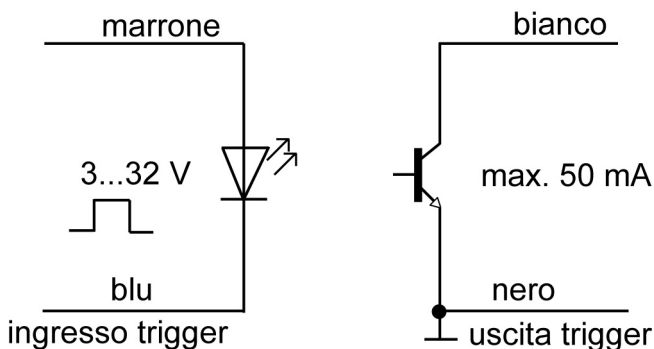 marrone
bianco
3...32 V
max. 50 mA
blu
nero
ingresso trigger
uscita trigger